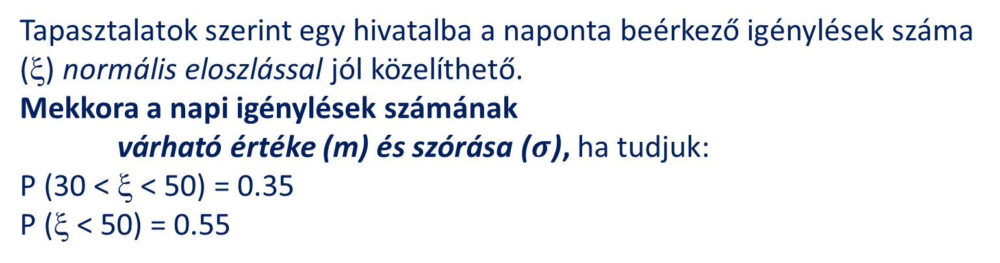 Tapasztalatok szerint egy hivatalba a naponta beérkező igénylések száma
(ξ) normális eloszlással jól közelíthető.
Mekkora a napi igénylések számának
várható értéke (m) és szórása (σ), ha tudjuk:
P (30 < ξ < 50) = 0.35
P (ξ < 50) = 0.55